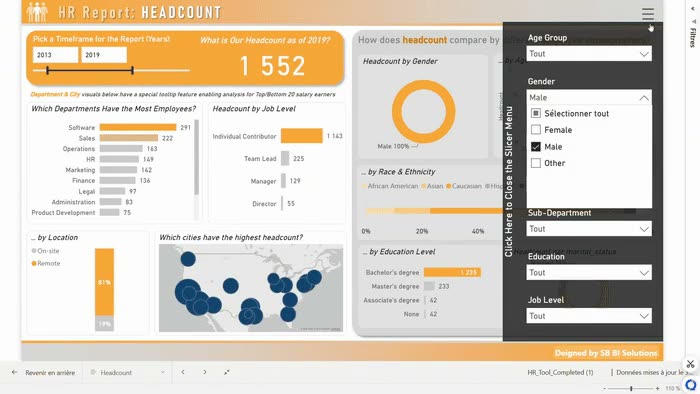 HR Report: HEADCOUNT
Pick a Timeframe for the Report (Years):
2013
2019
What is Our Headcount as of 2019?
1 552
Department & City visuals below have a special tooltip feature enabling analysis for Top/Bottom 20 salary earners
Which Departments Have the Most Employees?
Software 291
Sales 222
Operations 163
HR 149
Marketing 142
Finance 136
Legal 97
Administration 83
Product Development 75
Headcount by Job Level
Individual Contributor 1 143
Team Lead 225
Manager 129
Director 55
... by Location
On-site
Remote
81%
19%
Which cities have the highest headcount?
How does headcount compare by
Headcount by Gender
Male 100%
... by Race & Ethnicity
African American
Asian
Caucasian
0%
20%
40%
... by Education Level
Bachelor's degree 1 235
Master's degree 233
Associate's degree 42
None 42
marital_status
Click Here to Close the Slicer Menu
Age Group
Tout
Gender
Male
Sélectionner tout
Female
Male
Other
Sub-Department
Tout
Education
Tout
Job Level
Tout
Filtres
Deigned by SB BI Solutions
Revenir en arrière
Headcount
HR_Tool_Completed (1)
Données mises à jour le
110 %